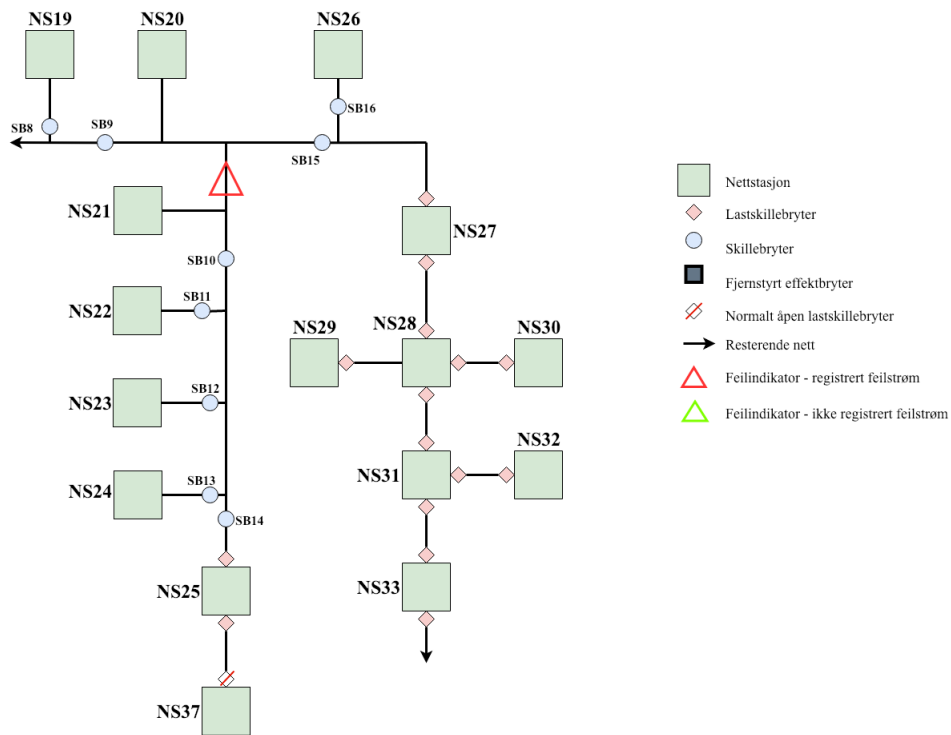 NS19
NS20
NS26
SB16
SB8
SB9
SB15
NS21
NS27
SB10
SB11
NS22
NS29
NS28
NS30
SB12
NS23
NS32
SB13
NS24
NS31
SB14
NS25
NS33
NS37
Nettstasjon
Lastskillebryter
Skillebryter
Fjernstyrt effektbryter
Normalt åpen lastskillebryter
Resterende nett
Feilindikator - registrert feilstrøm
Feilindikator - ikke registrert feilstrøm